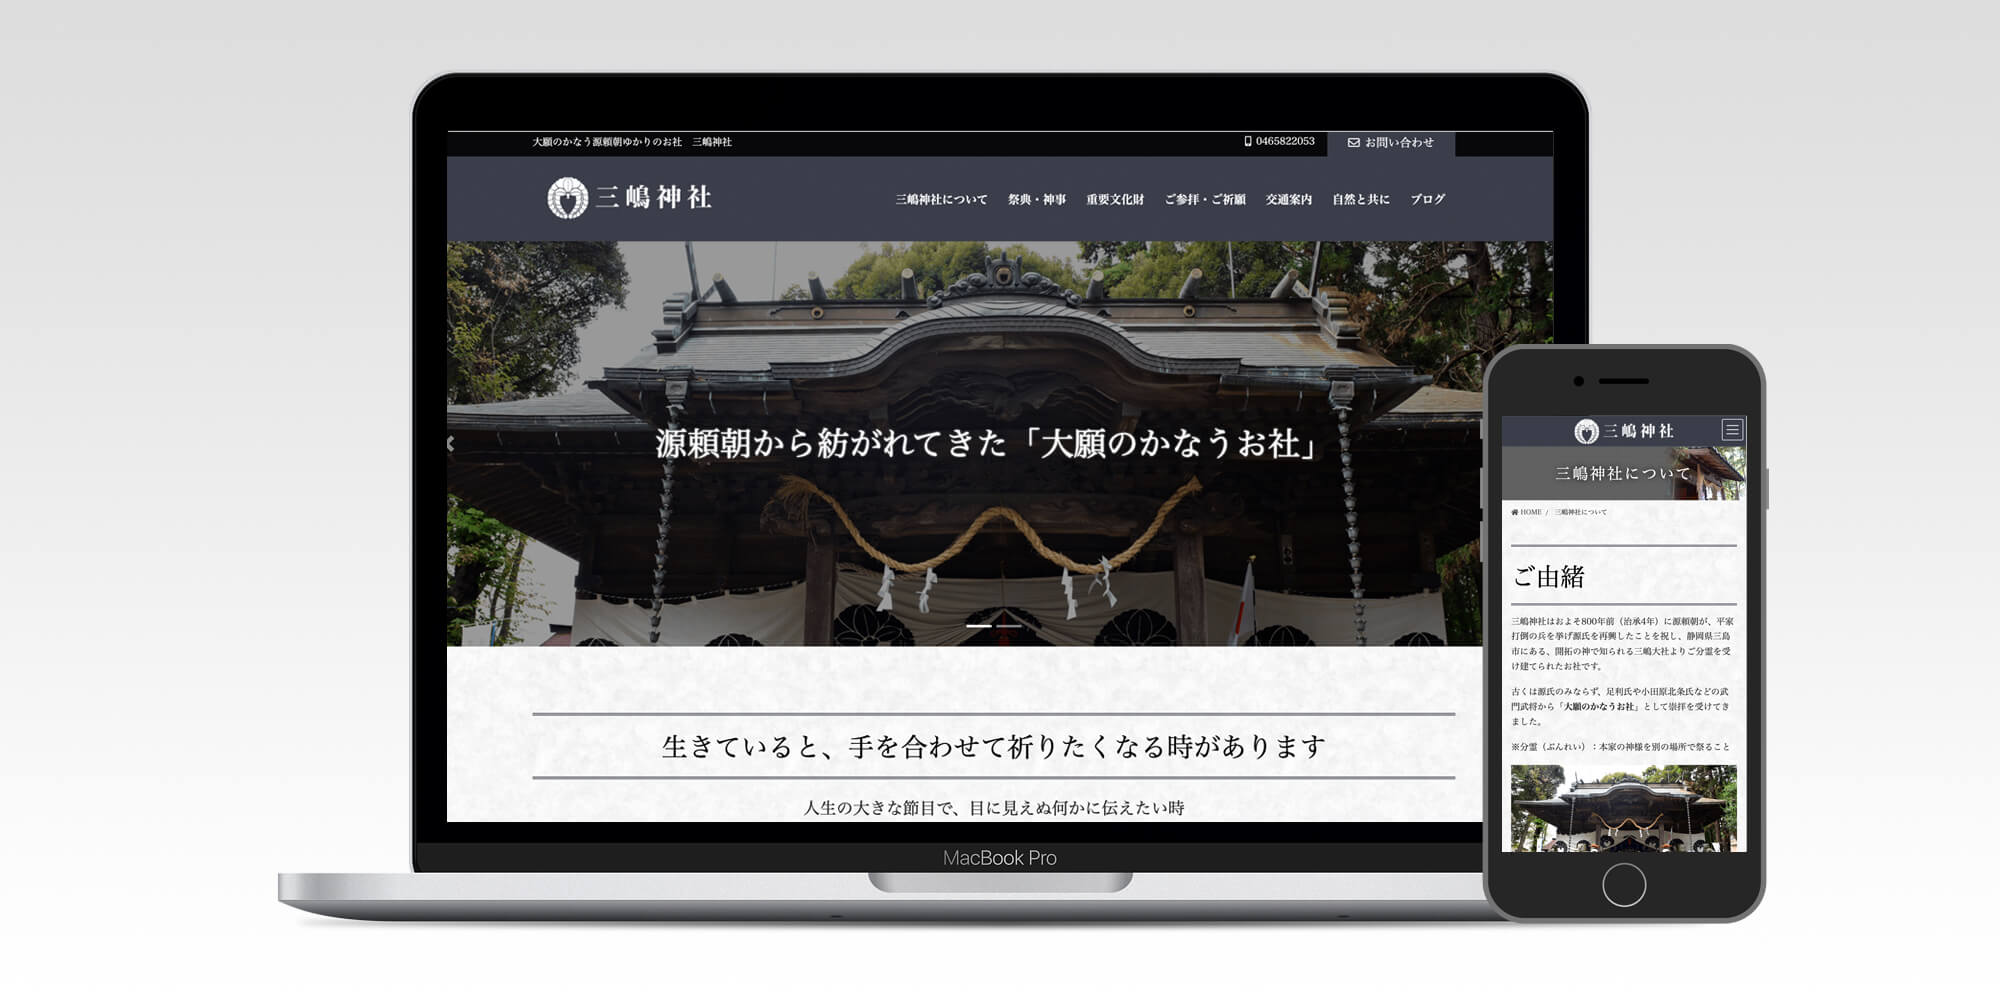 大願のかなう源頼朝ゆかりのお社　三嶋神社
0465822053
お問い合わせ
三嶋神社
三嶋神社について　祭典・神事　重要文化財　ご参拝・ご祈願　交通案内　自然と共に　ブログ
源頼朝から紡がれてきた「大願のかなうお社」
生きていると、手を合わせて祈りたくなる時があります
人生の大きな節目で、目に見えぬ何かに伝えたい時
MacBook Pro
三嶋神社
三嶋神社について
HOME / 三嶋神社について
ご由緒
三嶋神社はおよそ800年前（治承4年）に源頼朝が、平家
打倒の兵を挙げ源氏を再興したことを祝し、静岡県三島
市にある、開拓の神で知られる三嶋大社よりご分霊を受
け建てられたお社です。
古くは源氏のみならず、足利氏や小田原北条氏などの武
門武将から「大願のかなうお社」として崇拝を受けてき
ました。
※分霊（ぶんれい）：本家の神様を別の場所で祭ること